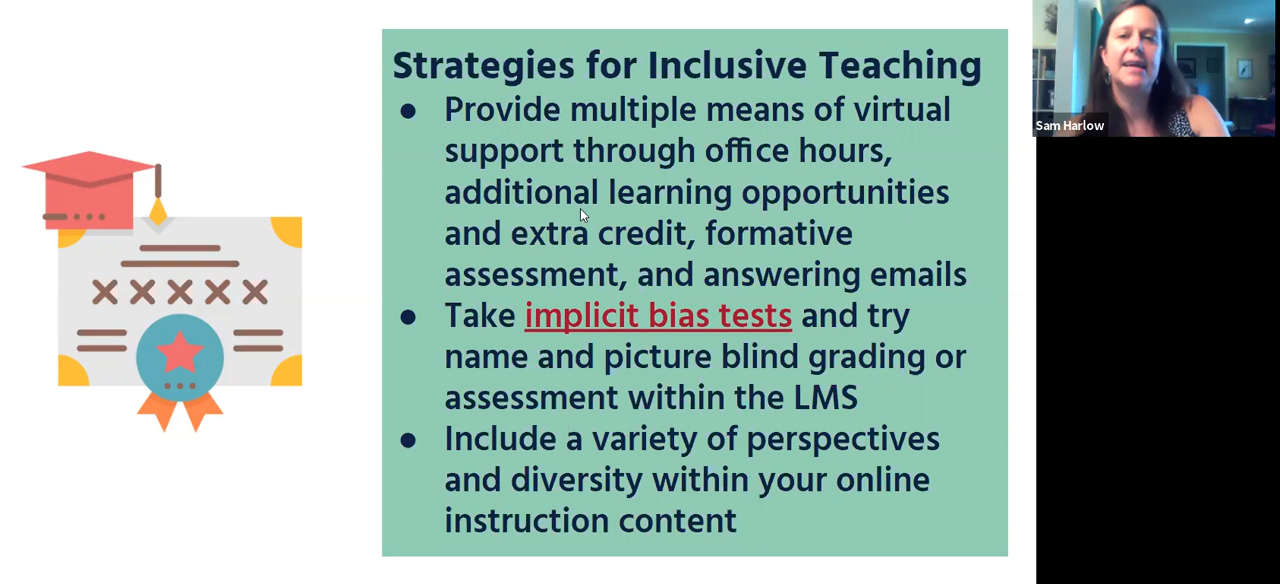 Strategies for Inclusive Teaching
● Provide multiple means of virtual
support through office hours,
additional learning opportunities
and extra credit, formative
assessment, and answering emails
● Take implicit bias tests and try
name and picture blind grading or
assessment within the LMS
● Include a variety of perspectives
and diversity within your online
instruction content
Sam Harlow